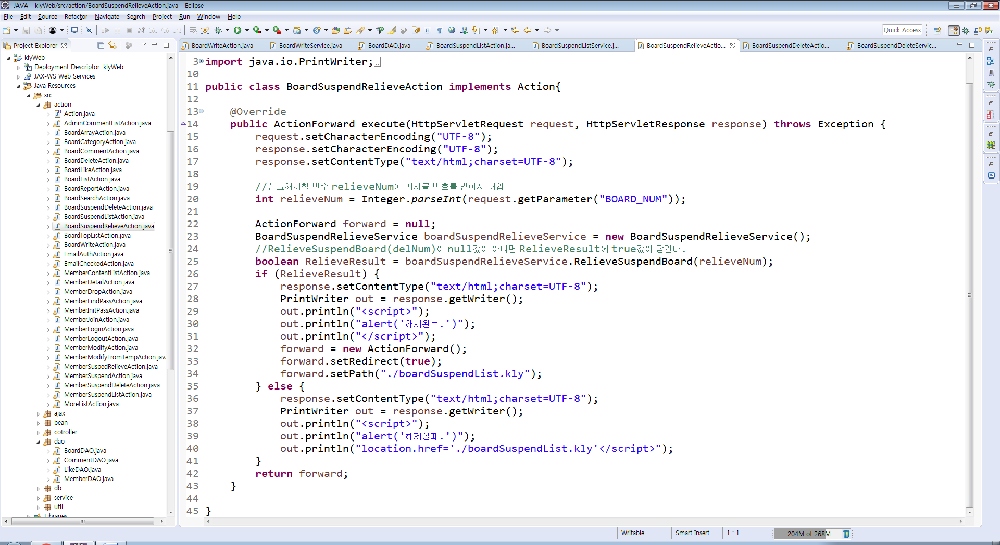 JAVA - klyWeb/src/action/BoardSuspendRelieveAction.java - Eclipse
File Edit Source Refactor Navigate Search Project Run Window Help
Quick Access
Project Explorer
BoardWriteAction.java BoardWriteService.java BoardDAO.java BoardSuspendListAction.ja... BoardSuspendListService.j... BoardSuspendRelieveActio... BoardSuspendDeleteActio... BoardSuspendDeleteServic...
klyWeb
Deployment Descriptor: klyWeb
JAX-WS Web Services
Java Resources
src
action
Action.java
AdminCommentListAction.java
BoardArrayAction.java
BoardCategoryAction.java
BoardCommentAction.java
BoardDeleteAction.java
BoardLikeAction.java
BoardListAction.java
BoardReportAction.java
BoardSearchAction.java
BoardSuspendDeleteAction.java
BoardSuspendListAction.java
BoardSuspendRelieveAction.java
BoardTopListAction.java
BoardWriteAction.java
EmailAuthAction.java
EmailCheckedAction.java
MemberContentListAction.java
MemberDetailAction.java
MemberDropAction.java
MemberFindPassAction.java
MemberInitPassAction.java
MemberJoinAction.java
MemberLoginAction.java
MemberLogoutAction.java
MemberModifyAction.java
MemberModifyFromTempAction.java
MemberSuspedRelieveAction.java
MemberSuspendAction.java
MemberSuspendDeleteAction.java
MemberSuspendListAction.java
MoreListAction.java
ajax
bean
cotroller
dao
BoardDAO.java
CommentDAO.java
LikeDAO.java
MemberDAO.java
db
service
util
Libraries
3 import java.io.PrintWriter;
10
11 public class BoardSuspendRelieveAction implements Action{
12
13 @Override
14 public ActionForward execute(HttpServletRequest request, HttpServletResponse response) throws Exception {
15 request.setCharacterEncoding("UTF-8");
16 response.setCharacterEncoding("UTF-8");
17 response.setContentType("text/html;charset=UTF-8");
18
19 //신고해제할 변수 relieveNum에 게시물 번호를 받아서 대입
20 int relieveNum = Integer.parseInt(request.getParameter("BOARD_NUM"));
21
22 ActionForward forward = null;
23 BoardSuspendRelieveService boardSuspendRelieveService = new BoardSuspendRelieveService();
24 //RelieveSuspendBoard(delNum)이 null값이 아니면 RelieveResult에 true값이 담긴다.
25 boolean RelieveResult = boardSuspendRelieveService.RelieveSuspendBoard(relieveNum);
26 if (RelieveResult) {
27 response.setContentType("text/html;charset=UTF-8");
28 PrintWriter out = response.getWriter();
29 out.println("<script>");
30 out.println("alert('해제완료.')");
31 out.println("</script>");
32 forward = new ActionForward();
33 forward.setRedirect(true);
34 forward.setPath("./boardSuspendList.kly");
35 } else {
36 response.setContentType("text/html;charset=UTF-8");
37 PrintWriter out = response.getWriter();
38 out.println("<script>");
39 out.println("alert('해제실패.')");
40 out.println("location.href='./boardSuspendList.kly'</script>");
41 }
42 return forward;
43 }
44
45 }
Writable Smart Insert 1 : 1 204M of 268M